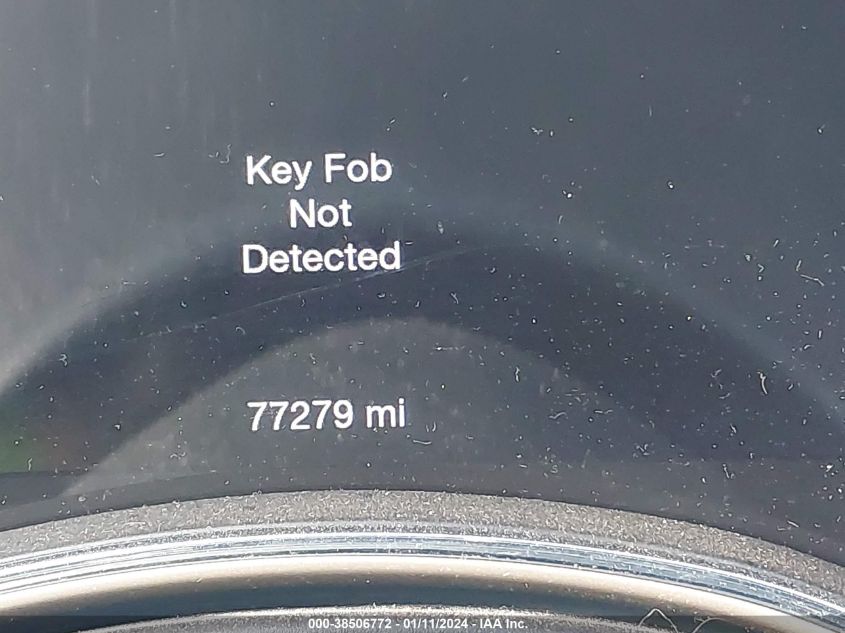 Key Fob
Not
Detected
77279 mi
000-38506772 - 01/11/2024 - IAA Inc.